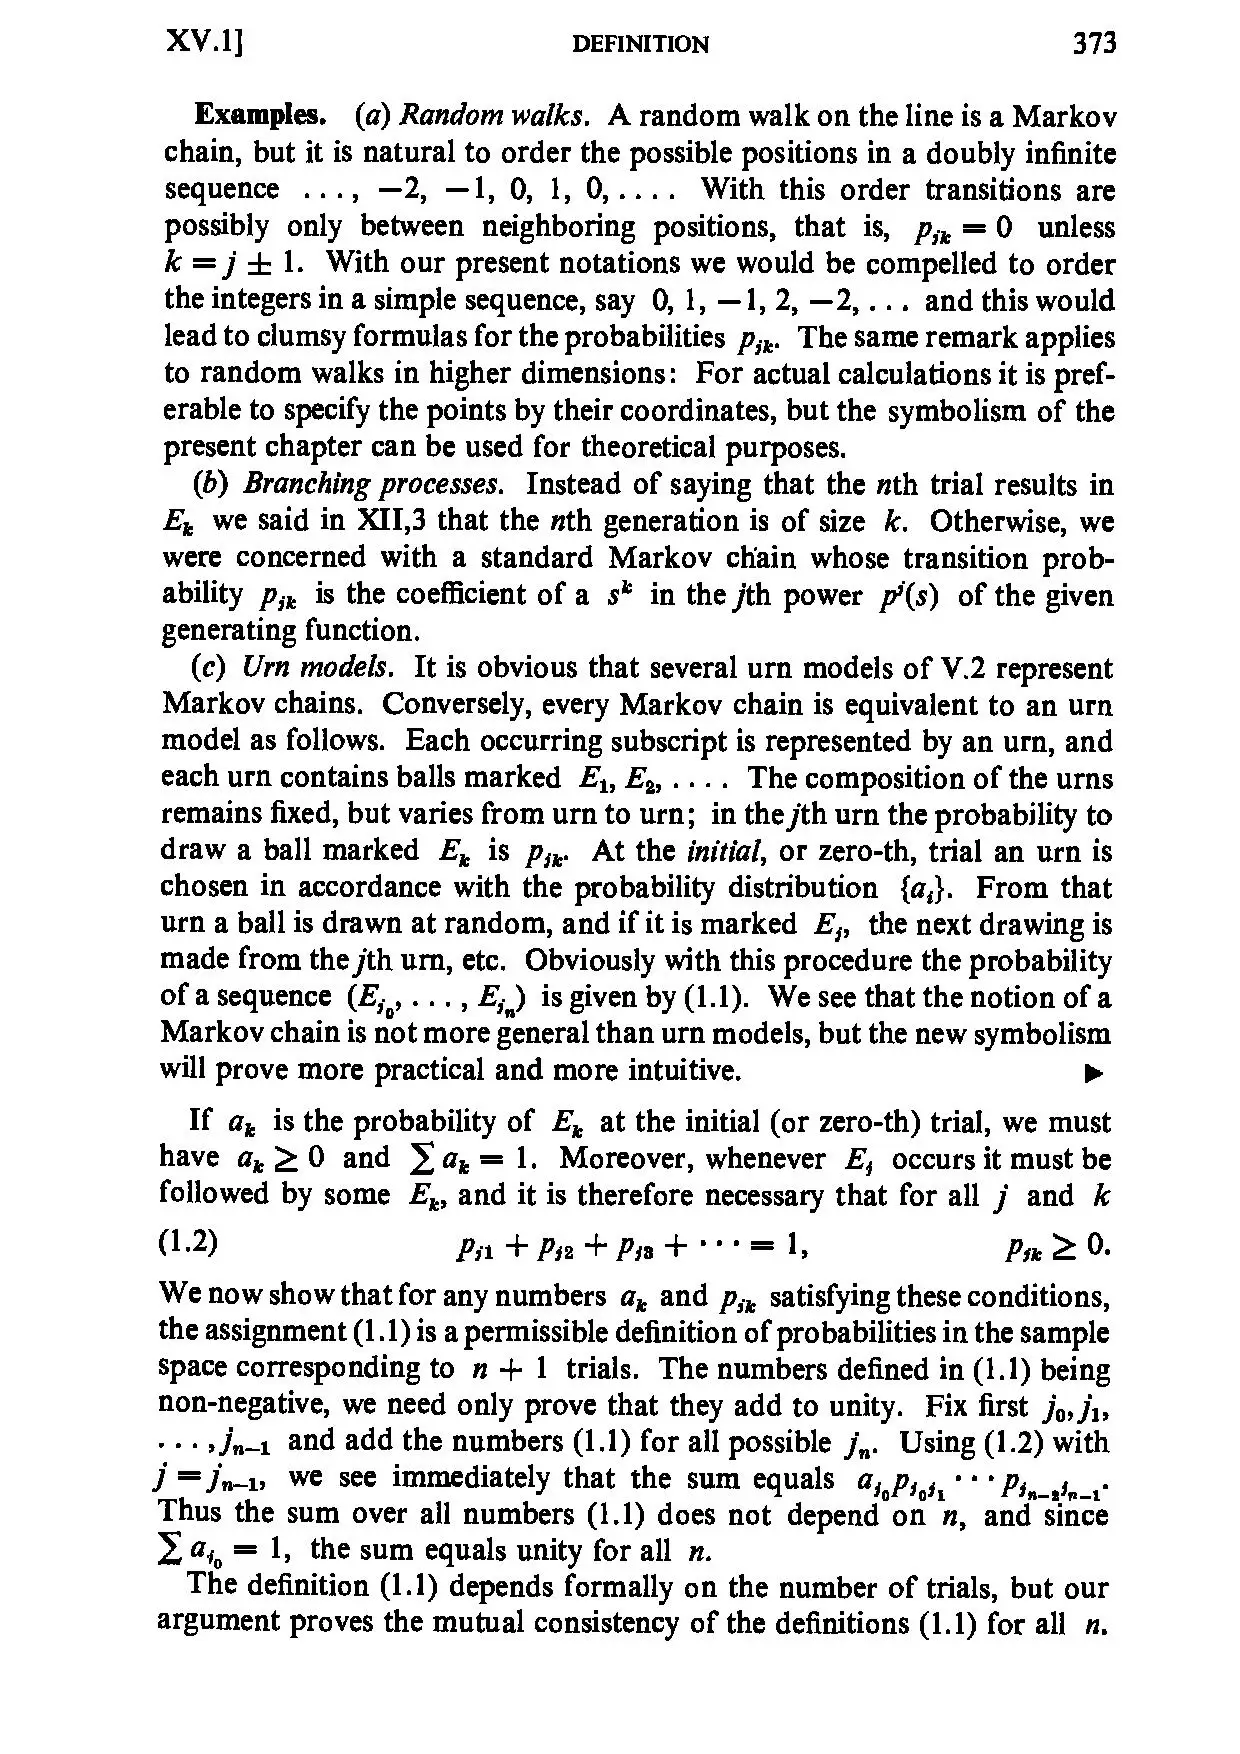 XV.1] DEFINITION 373
Examples. (a) Random walks. A random walk on the line is a Markov
chain, but it is natural to order the possible positions in a doubly infinite
sequence ..., −2, −1, 0, 1, 0, .... With this order transitions are
possibly only between neighboring positions, that is, p_{jk} = 0 unless
k = j ± 1. With our present notations we would be compelled to order
the integers in a simple sequence, say 0, 1, −1, 2, −2, ... and this would
lead to clumsy formulas for the probabilities p_{jk}. The same remark applies
to random walks in higher dimensions: For actual calculations it is pref-
erable to specify the points by their coordinates, but the symbolism of the
present chapter can be used for theoretical purposes.
(b) Branching processes. Instead of saying that the nth trial results in
E_k we said in XII,3 that the nth generation is of size k. Otherwise, we
were concerned with a standard Markov chain whose transition prob-
ability p_{jk} is the coefficient of a s^k in the jth power p^j(s) of the given
generating function.
(c) Urn models. It is obvious that several urn models of V.2 represent
Markov chains. Conversely, every Markov chain is equivalent to an urn
model as follows. Each occurring subscript is represented by an urn, and
each urn contains balls marked E_1, E_2, .... The composition of the urns
remains fixed, but varies from urn to urn; in the jth urn the probability to
draw a ball marked E_k is p_{jk}. At the initial, or zero-th, trial an urn is
chosen in accordance with the probability distribution {a_i}. From that
urn a ball is drawn at random, and if it is marked E_j, the next drawing is
made from the jth urn, etc. Obviously with this procedure the probability
of a sequence (E_{j_0}, ..., E_{j_n}) is given by (1.1). We see that the notion of a
Markov chain is not more general than urn models, but the new symbolism
will prove more practical and more intuitive. ►
If a_k is the probability of E_k at the initial (or zero-th) trial, we must
have a_k ≥ 0 and ∑ a_k = 1. Moreover, whenever E_j occurs it must be
followed by some E_k, and it is therefore necessary that for all j and k
(1.2) p_{j1} + p_{j2} + p_{j3} + ··· = 1, p_{jk} ≥ 0.
We now show that for any numbers a_k and p_{jk} satisfying these conditions,
the assignment (1.1) is a permissible definition of probabilities in the sample
space corresponding to n + 1 trials. The numbers defined in (1.1) being
non-negative, we need only prove that they add to unity. Fix first j_0, j_1,
..., j_{n−1} and add the numbers (1.1) for all possible j_n. Using (1.2) with
j = j_{n−1}, we see immediately that the sum equals a_{j_0}p_{j_0j_1} ··· p_{j_{n−2}j_{n−1}}.
Thus the sum over all numbers (1.1) does not depend on n, and since
∑ a_{j_0} = 1, the sum equals unity for all n.
The definition (1.1) depends formally on the number of trials, but our
argument proves the mutual consistency of the definitions (1.1) for all n.